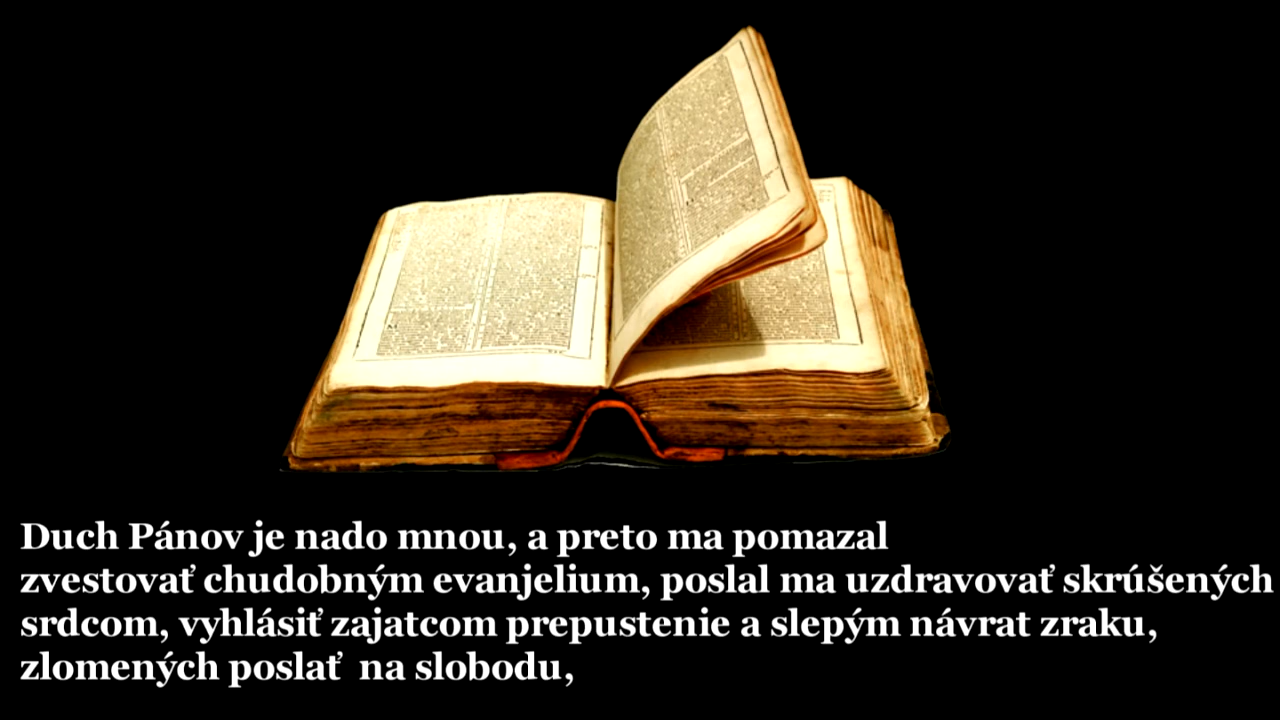 Duch Pánov je nado mnou, a preto ma pomazal
zvestovať chudobným evanjelium, poslal ma uzdravovať skrúšených
srdcom, vyhlásiť zajatcom prepustenie a slepým návrat zraku,
zlomených poslať  na slobodu,